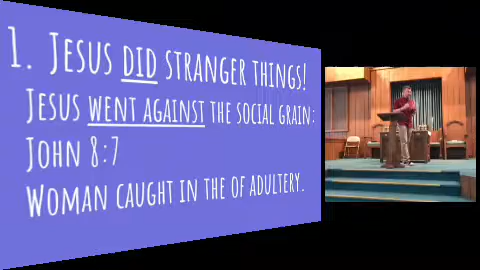 1. Jesus did stranger things!
Jesus went against the social grain:
John 8:7
Woman caught in the of adultery.